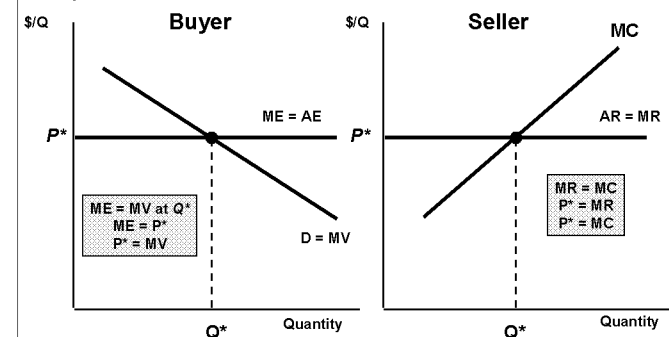 $/Q
Buyer
ME = AE
P*
ME = MV at Q*
ME = P*
P* = MV
D = MV
Q*
Quantity
$/Q
Seller
MC
AR = MR
P*
MR = MC
P* = MR
P* = MC
Q*
Quantity